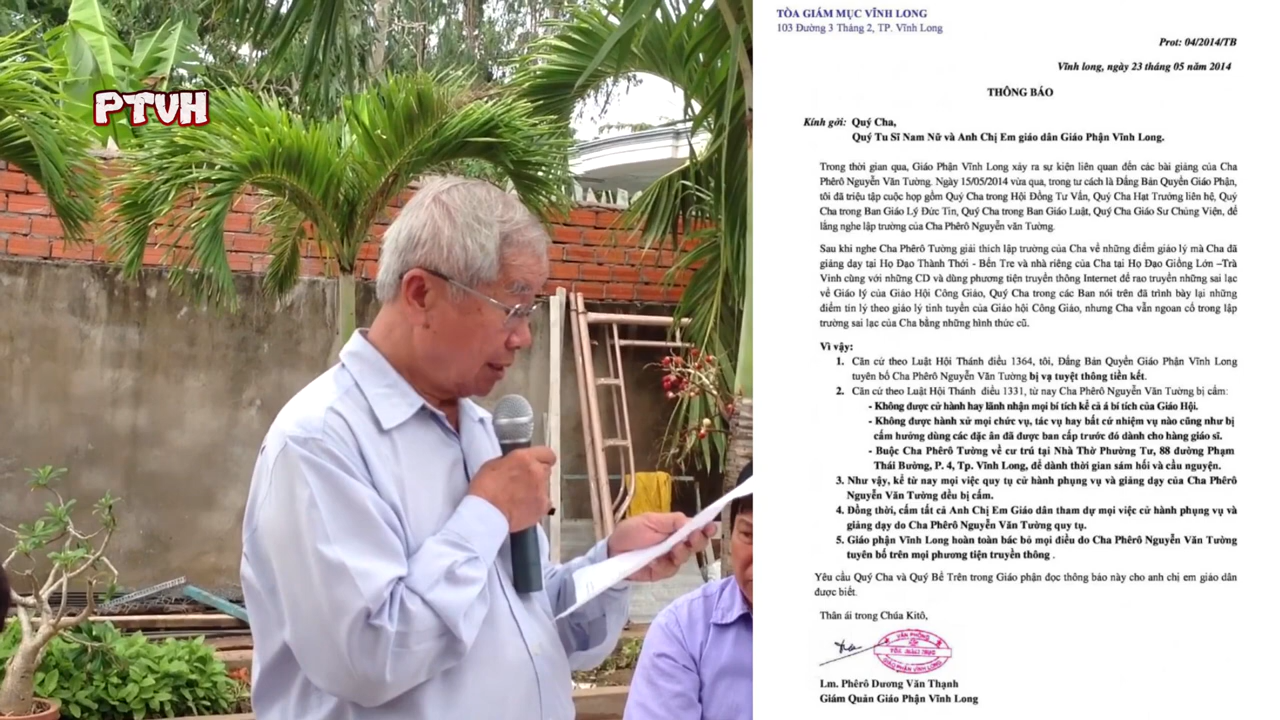 PTVH
TÒA GIÁM MỤC VĨNH LONG
103 Đường 3 Tháng 2, TP. Vĩnh Long
Prot: 04/2014/TB
Vĩnh long, ngày 23 tháng 05 năm 2014
THÔNG BÁO
Kính gởi: Quý Cha,
Quý Tu Sĩ Nam Nữ và Anh Chị Em giáo dân Giáo Phận Vĩnh Long.
Trong thời gian qua, Giáo Phận Vĩnh Long xảy ra sự kiện liên quan đến các bài giảng của Cha
Phêrô Nguyễn Văn Tường. Ngày 15/05/2014 vừa qua, trong tư cách là Đấng Bản Quyền Giáo Phận,
tôi đã triệu tập cuộc họp gồm Quý Cha trong Hội Đồng Tư Vấn, Quý Cha Hạt Trưởng liên hệ, Quý
Cha trong Ban Giáo Lý Đức Tin, Quý Cha trong Ban Giáo Luật, Quý Cha Giáo Sư Chủng Viện, để
lắng nghe lập trường của Cha Phêrô Nguyễn văn Tường.
Sau khi nghe Cha Phêrô Tường giải thích lập trường của Cha về những điểm giáo lý mà Cha đã
giảng dạy tại Họ Đạo Thành Thới - Bến Tre và nhà riêng của Cha tại Họ Đạo Giồng Lớn –Trà
Vinh cũng với những CD và dùng phương tiện truyền thông Internet để rao truyền những sai lạc
về Giáo lý của Giáo Hội Công Giáo, Quý Cha trong các Ban nói trên đã trình bày lại những
điểm tín lý theo giáo lý tinh tuyền của Giáo hội Công Giáo, nhưng Cha vẫn ngoan cố trong lập
trường sai lạc của Cha bằng những hình thức cũ.
Vì vậy:
1. Căn cứ theo Luật Hội Thánh điều 1364, tôi, Đấng Bản Quyền Giáo Phận Vĩnh Long
tuyên bố Cha Phêrô Nguyễn Văn Tường bị vạ tuyệt thông tiền kết.
2. Căn cứ theo Luật Hội Thánh điều 1331, từ nay Cha Phêrô Nguyễn Văn Tường bị cấm:
- Không được cử hành hay lãnh nhận mọi bí tích kể cả á bí tích của Giáo Hội.
- Không được hành xử mọi chức vụ, tác vụ hay bất cứ nhiệm vụ nào cũng như bị
cấm hưởng dùng các đặc ân đã được ban cấp trước đó dành cho hàng giáo sĩ.
- Buộc Cha Phêrô Tường về cư trú tại Nhà Thờ Phường Tư, 88 đường Phạm
Thái Bường, P. 4, Tp. Vĩnh Long, để dành thời gian sám hối và cầu nguyện.
3. Như vậy, kể từ nay mọi việc quy tụ cử hành phụng vụ và giảng dạy của Cha Phêrô
Nguyễn Văn Tường đều bị cấm.
4. Đồng thời, cấm tất cả Anh Chị Em Giáo dân tham dự mọi việc cử hành phụng vụ và
giảng dạy do Cha Phêrô Nguyễn Văn Tường quy tụ.
5. Giáo phận Vĩnh Long hoàn toàn bác bỏ mọi điều do Cha Phêrô Nguyễn Văn Tường
tuyên bố trên mọi phương tiện truyền thông .
Yêu cầu Quý Cha và Quý Bề Trên trong Giáo phận đọc thông báo này cho anh chị em giáo dân
được biết.
Thân ái trong Chúa Kitô,
VĂN PHÒNG
TÒA GIÁM MỤC
GIÁO PHẬN VĨNH LONG
Lm. Phêrô Dương Văn Thạnh
Giám Quản Giáo Phận Vĩnh Long